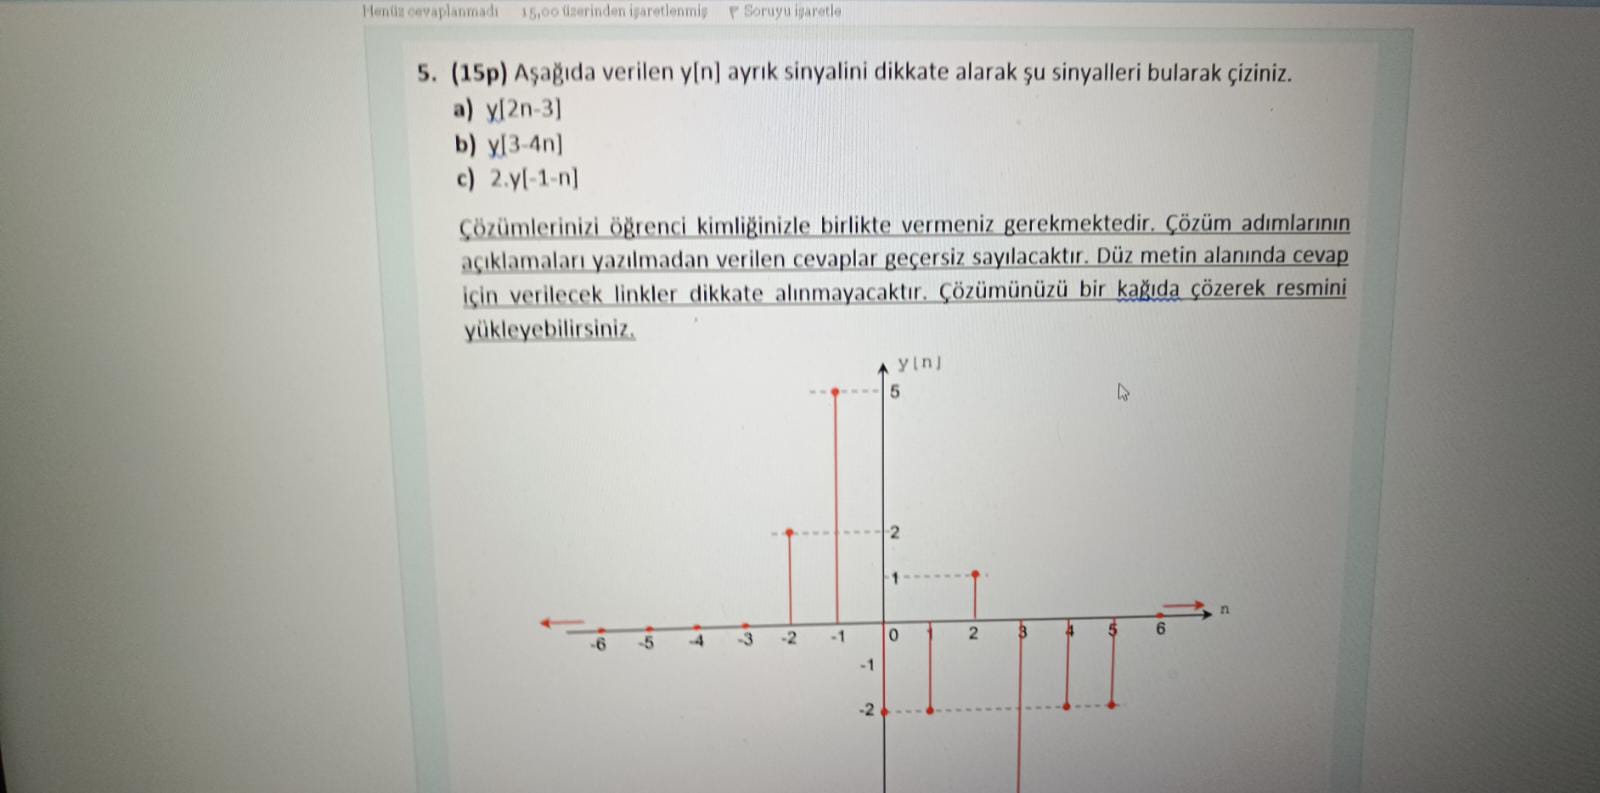 Henüz cevaplanmadı 15,00 üzerinden işaretlenmiş Soruyu işaretle
5. (15p) Aşağıda verilen y[n] ayrık sinyalini dikkate alarak şu sinyalleri bularak çiziniz.
a) y[2n-3]
b) y[3-4n]
c) 2.y[-1-n]
Çözümlerinizi öğrenci kimliğinizle birlikte vermeniz gerekmektedir. Çözüm adımlarının
açıklamaları yazılmadan verilen cevaplar geçersiz sayılacaktır. Düz metin alanında cevap
için verilecek linkler dikkate alınmayacaktır. Çözümünüzü bir kağıda çözerek resmini
yükleyebilirsiniz.
y[n]
5
2
1
n
-6 -5 -4 -3 -2 -1 0 1 2 3 4 5 6
-1
-2